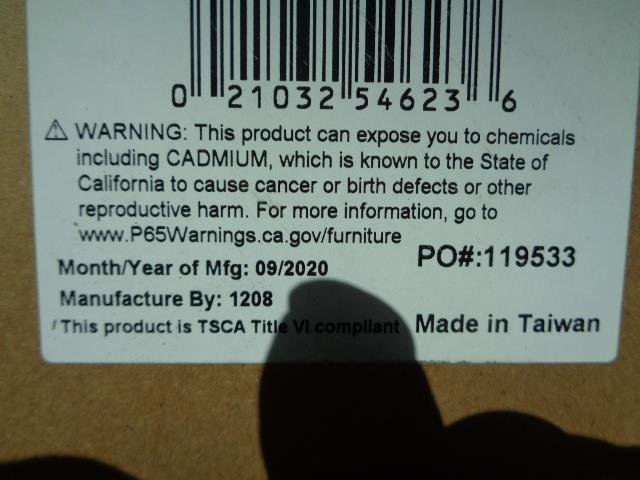 0 21032 54623 6
⚠ WARNING: This product can expose you to chemicals
including CADMIUM, which is known to the State of
California to cause cancer or birth defects or other
reproductive harm. For more information, go to
www.P65Warnings.ca.gov/furniture
PO#:119533
Month/Year of Mfg: 09/2020
Manufacture By: 1208
This product is TSCA Title VI compliant
Made in Taiwan